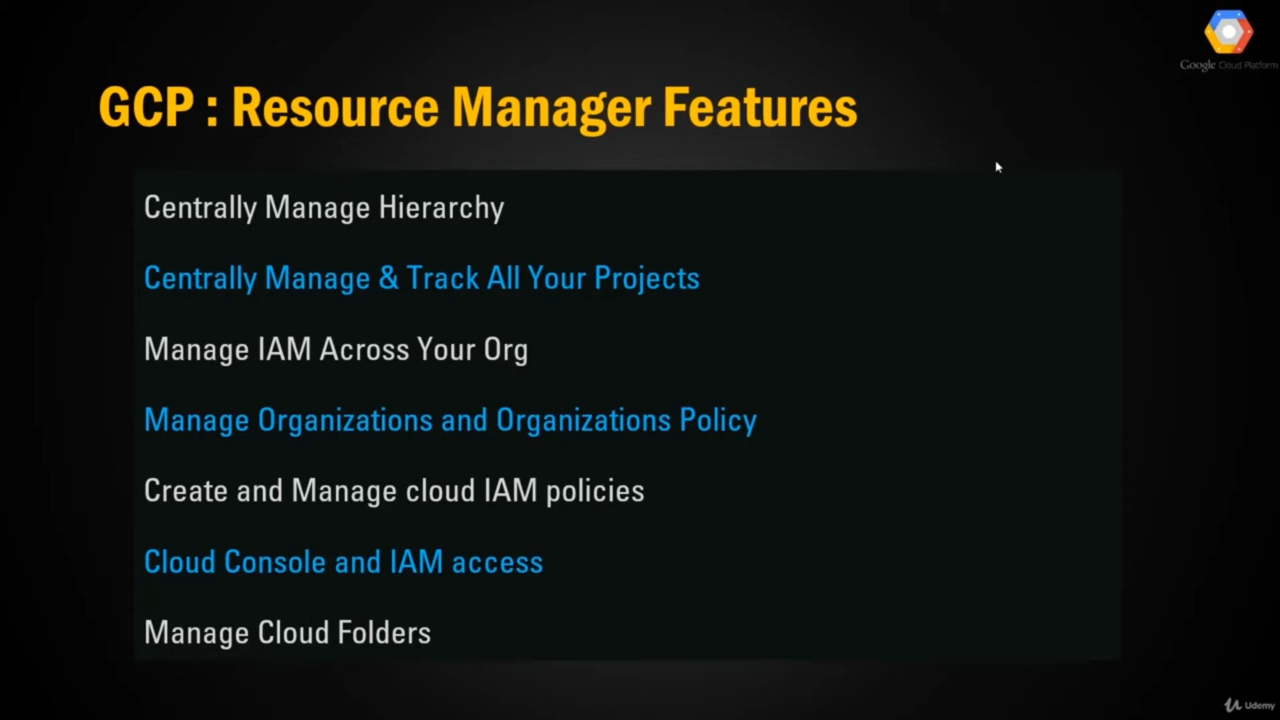 Google Cloud Platform
GCP : Resource Manager Features
Centrally Manage Hierarchy
Centrally Manage & Track All Your Projects
Manage IAM Across Your Org
Manage Organizations and Organizations Policy
Create and Manage cloud IAM policies
Cloud Console and IAM access
Manage Cloud Folders
Udemy